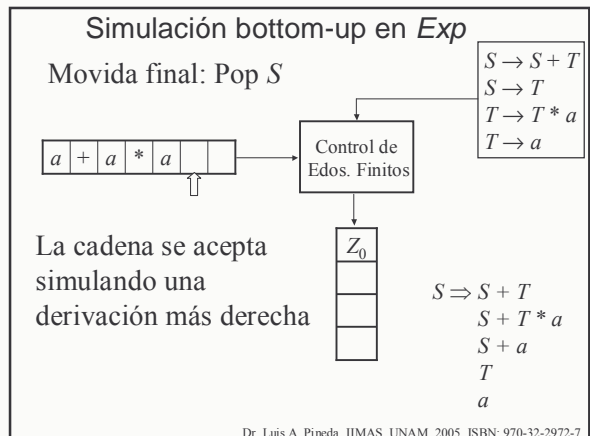 Simulación bottom-up en Exp
Movida final: Pop S
S → S + T
S → T
T → T * a
T → a
a + a * a
Control de
Edos. Finitos
Z0
La cadena se acepta
simulando una
derivación más derecha
S ⇒ S + T
S + T * a
S + a
T
a
Dr. Luis A. Pineda, IIMAS, UNAM, 2005. ISBN: 970-32-2972-7